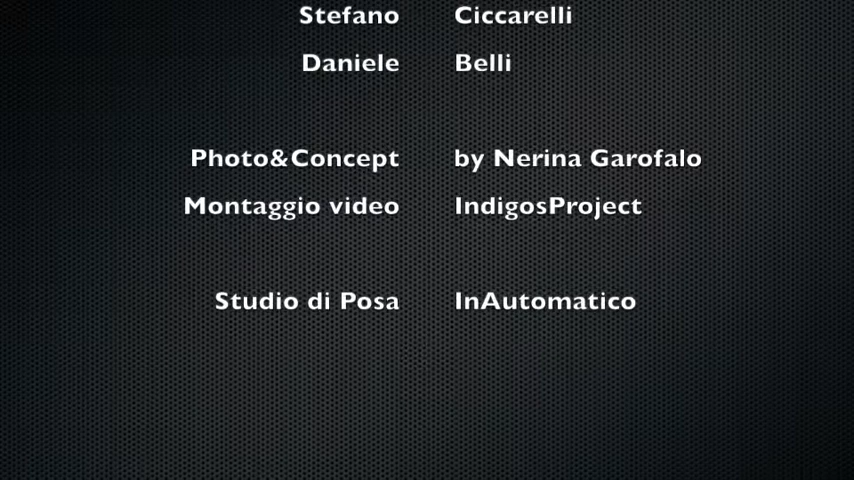 Stefano Ciccarelli
Daniele Belli
Photo&Concept by Nerina Garofalo
Montaggio video IndigosProject
Studio di Posa InAutomatico